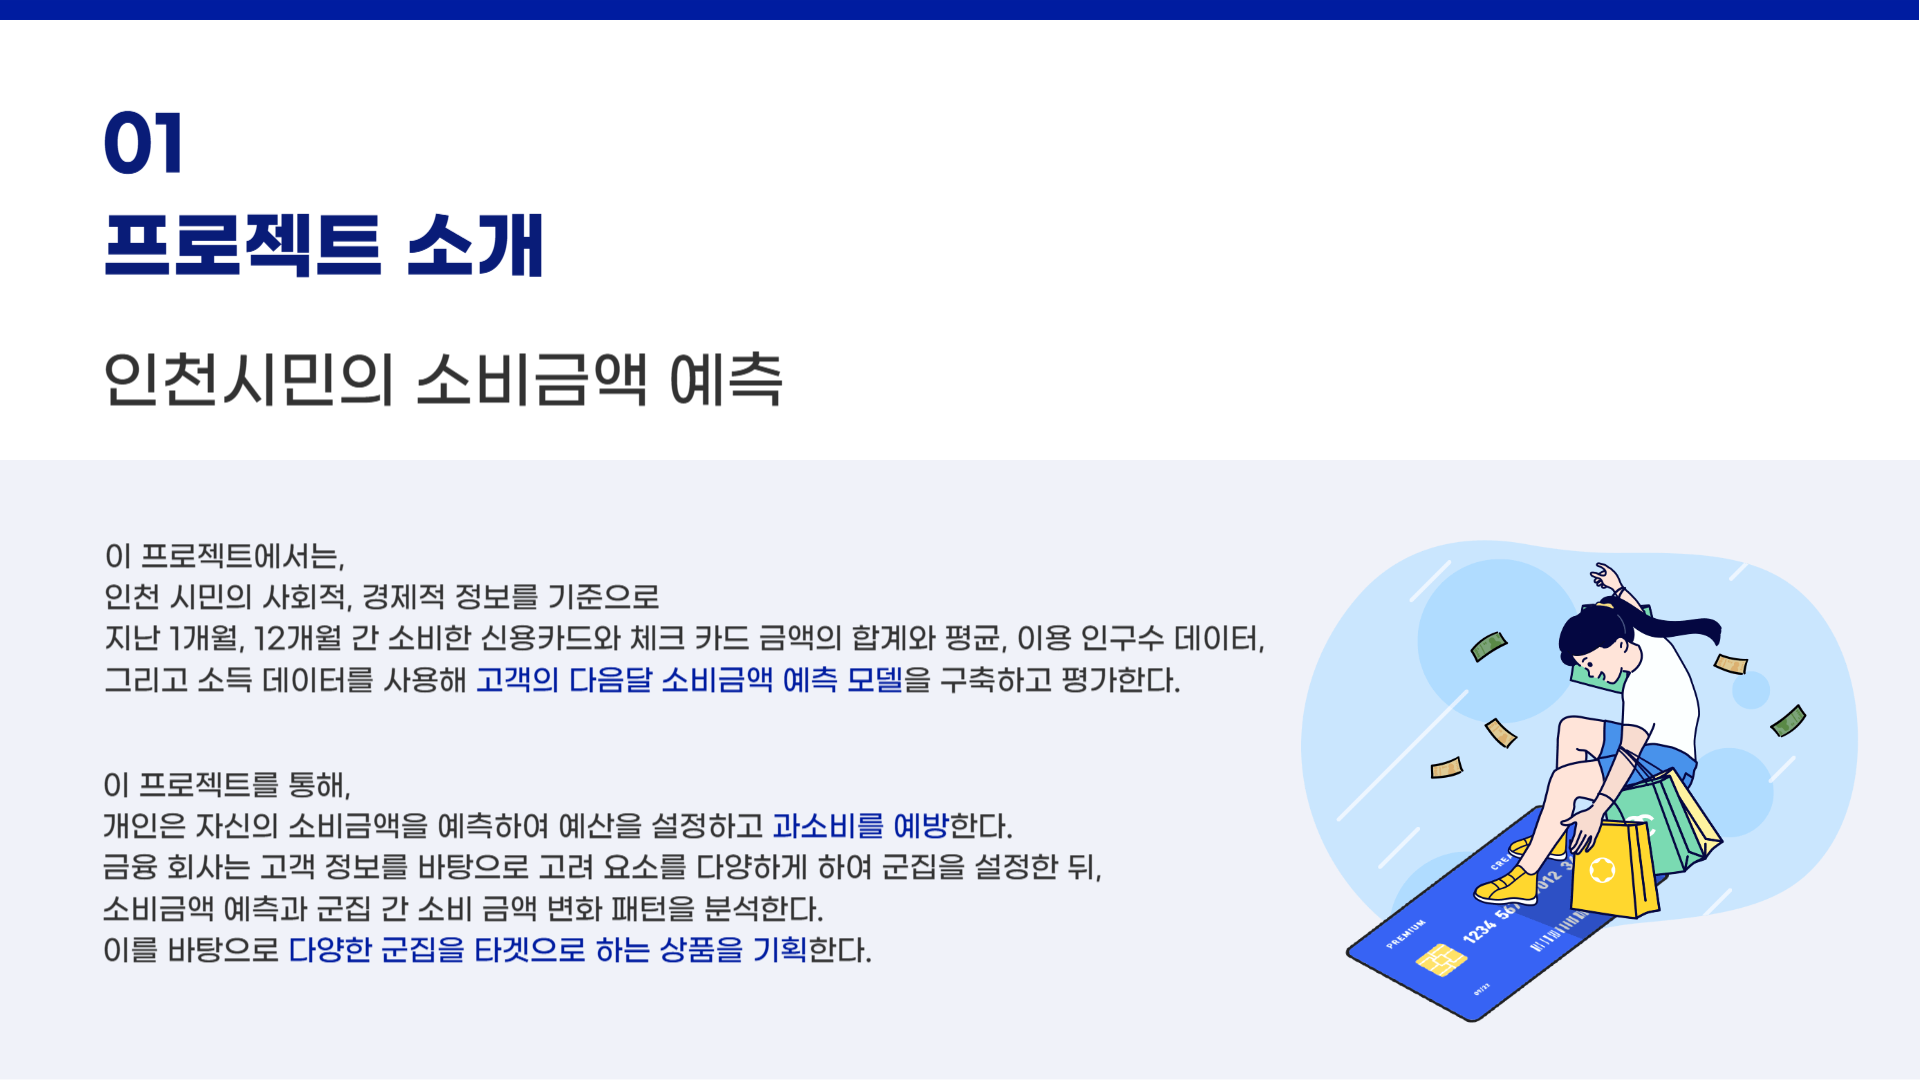 01
프로젝트 소개
인천시민의 소비금액 예측
이 프로젝트에서는,
인천 시민의 사회적, 경제적 정보를 기준으로
지난 1개월, 12개월 간 소비한 신용카드와 체크 카드 금액의 합계와 평균, 이용 인구수 데이터,
그리고 소득 데이터를 사용해 고객의 다음달 소비금액 예측 모델을 구축하고 평가한다.
이 프로젝트를 통해,
개인은 자신의 소비금액을 예측하여 예산을 설정하고 과소비를 예방한다.
금융 회사는 고객 정보를 바탕으로 고려 요소를 다양하게 하여 군집을 설정한 뒤,
소비금액 예측과 군집 간 소비 금액 변화 패턴을 분석한다.
이를 바탕으로 다양한 군집을 타겟으로 하는 상품을 기획한다.
PREMIUM
1234